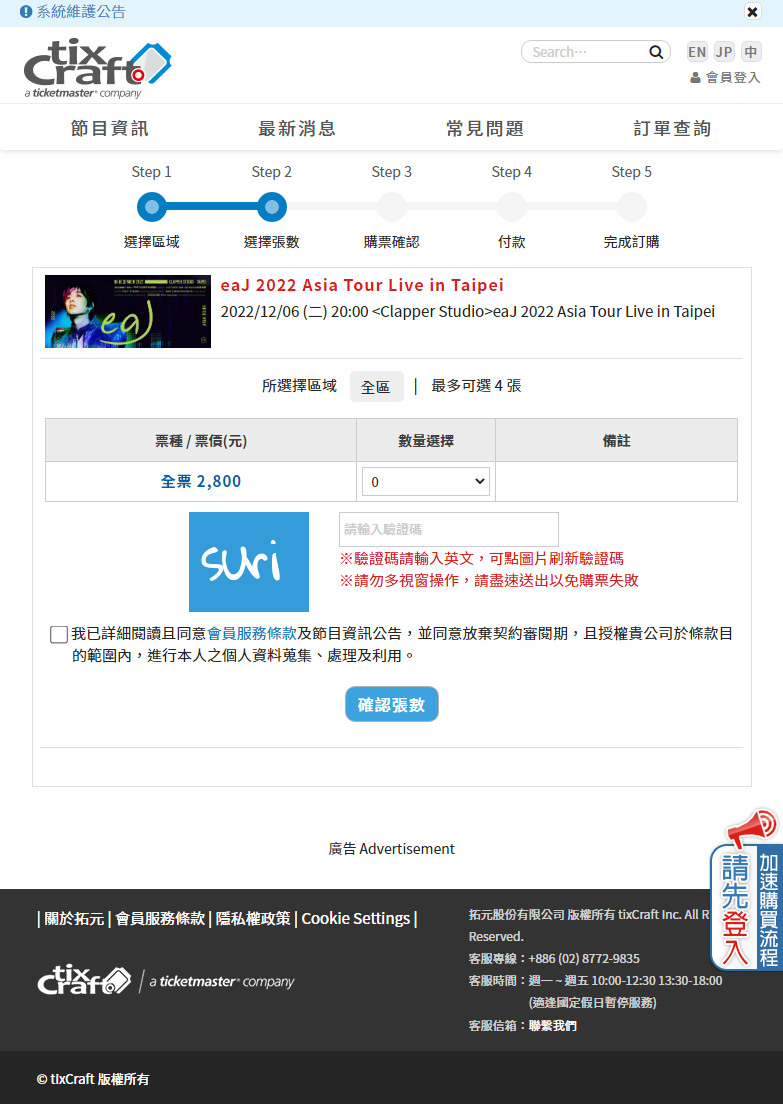 系統維護公告
tixCraft
a ticketmaster® company
Search…
EN
JP
中
會員登入
節目資訊
最新消息
常見問題
訂單查詢
Step 1
Step 2
Step 3
Step 4
Step 5
選擇區域
選擇張數
購票確認
付款
完成訂購
eaJ
eaJ 2022 Asia Tour Live in Taipei
2022/12/06 (二) 20:00 <Clapper Studio>eaJ 2022 Asia Tour Live in Taipei
所選擇區域 全區 | 最多可選 4 張
票種 / 票價(元)
數量選擇
備註
全票 2,800
0
suri
請輸入驗證碼
※驗證碼請輸入英文，可點圖片刷新驗證碼
※請勿多視窗操作，請盡速送出以免購票失敗
我已詳細閱讀且同意會員服務條款及節目資訊公告，並同意放棄契約審閱期，且授權貴公司於條款目
的範圍內，進行本人之個人資料蒐集、處理及利用。
確認張數
廣告 Advertisement
請先登入
加速購買流程
| 關於拓元 | 會員服務條款 | 隱私權政策 | Cookie Settings |
tixCraft
a ticketmaster® company
拓元股份有限公司 版權所有 tixCraft Inc. All R
Reserved.
客服專線：+886 (02) 8772-9835
客服時間：週一 ~ 週五 10:00-12:30 13:30-18:00
(適逢國定假日暫停服務)
客服信箱：聯繫我們
© tixCraft 版權所有